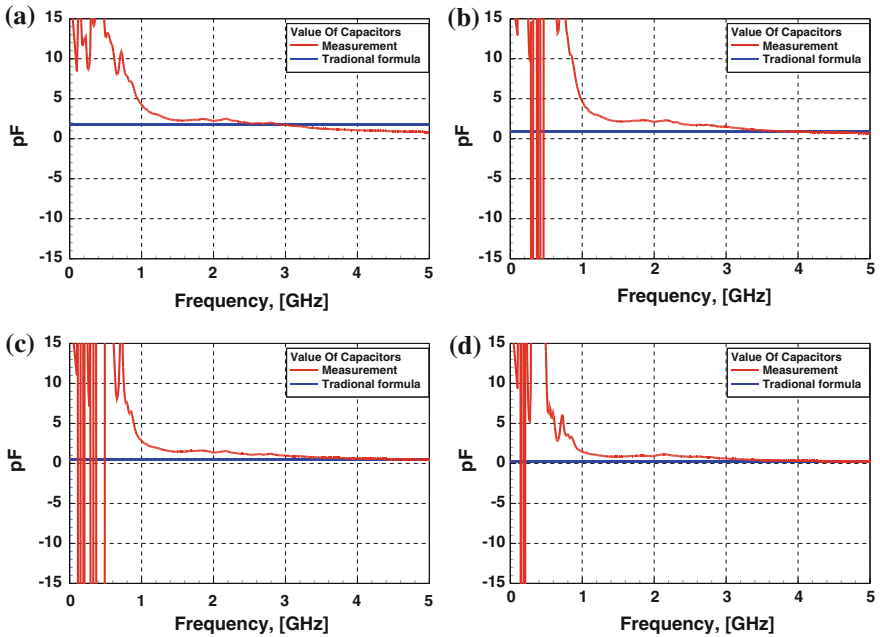 (a)
15
10
5
0
-5
-10
15
pF
0 1 2 3 4 5
Frequency, [GHz]
Value Of Capacitors
Measurement
Tradional formula
(b)
15
10
5
0
-5
-10
-15
pF
0 1 2 3 4 5
Frequency, [GHz]
Value Of Capacitors
Measurement
Tradional formula
(c)
15
10
5
0
-5
-10
-15
pF
0 1 2 3 4 5
Frequency, [GHz]
Value Of Capacitors
Measurement
Tradional formula
(d)
15
10
5
0
-5
-10
-15
pF
0 1 2 3 4 5
Frequency, [GHz]
Value Of Capacitors
Measurement
Tradional formula